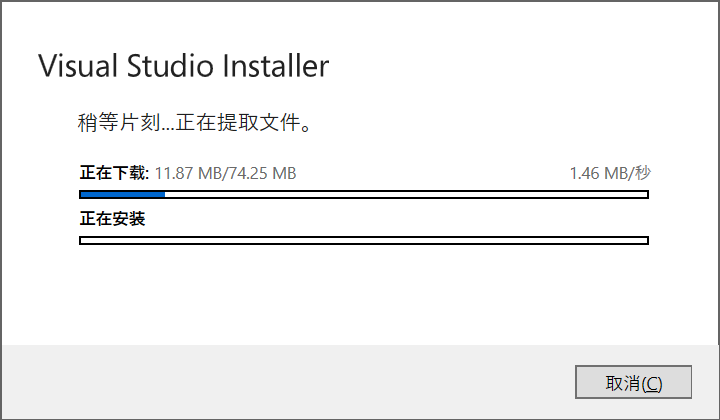 Visual Studio Installer
稍等片刻...正在提取文件。
正在下载: 11.87 MB/74.25 MB 1.46 MB/秒
正在安装
取消(C)